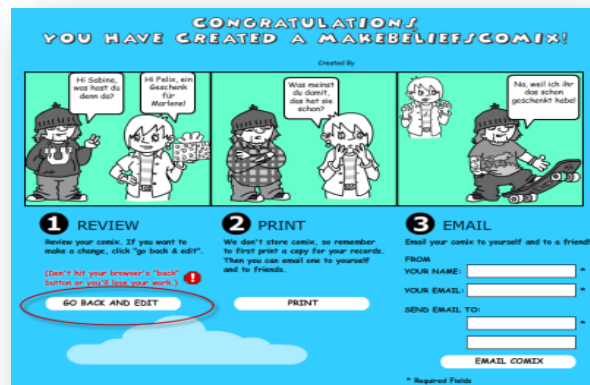 CONGRATULATIONS,
YOU HAVE CREATED A MAKEBELIEFSCOMIX!
Created By
Hi Sabine,
was hast du
denn da?
Hi Felix, ein
Geschenk
für
Marlene!
Was meinst
du damit,
das hat sie
schon?
Na, weil ich ihr
das schon
geschenkt habe!
1 REVIEW
Review your comix. If you want
to make a change, click "go back & edit".
(Don't hit your browser's "back"
button or you'll lose your work.)
GO BACK AND EDIT
2 PRINT
We don't store comix, so remember
to first print a copy for your records.
Then you can email one to yourself
and to friends.
PRINT
3 EMAIL
Email your comix to yourself and to a friend!
FROM
YOUR NAME: *
YOUR EMAIL: *
SEND EMAIL TO:
*
EMAIL COMIX
* Required Fields